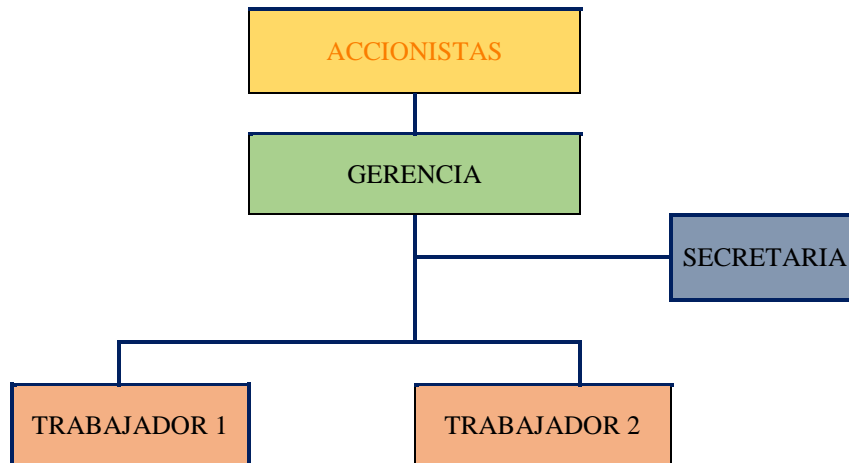 ACCIONISTAS
GERENCIA
SECRETARIA
TRABAJADOR 1
TRABAJADOR 2